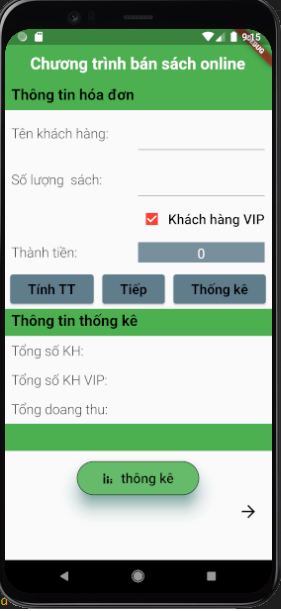 9:15
Chương trình bán sách online
Thông tin hóa đơn
Tên khách hàng:
Số lượng sách:
Khách hàng VIP
Thành tiền: 0
Tính TT Tiếp Thống kê
Thông tin thống kê
Tổng số KH:
Tổng số KH VIP:
Tổng doang thu:
thông kê